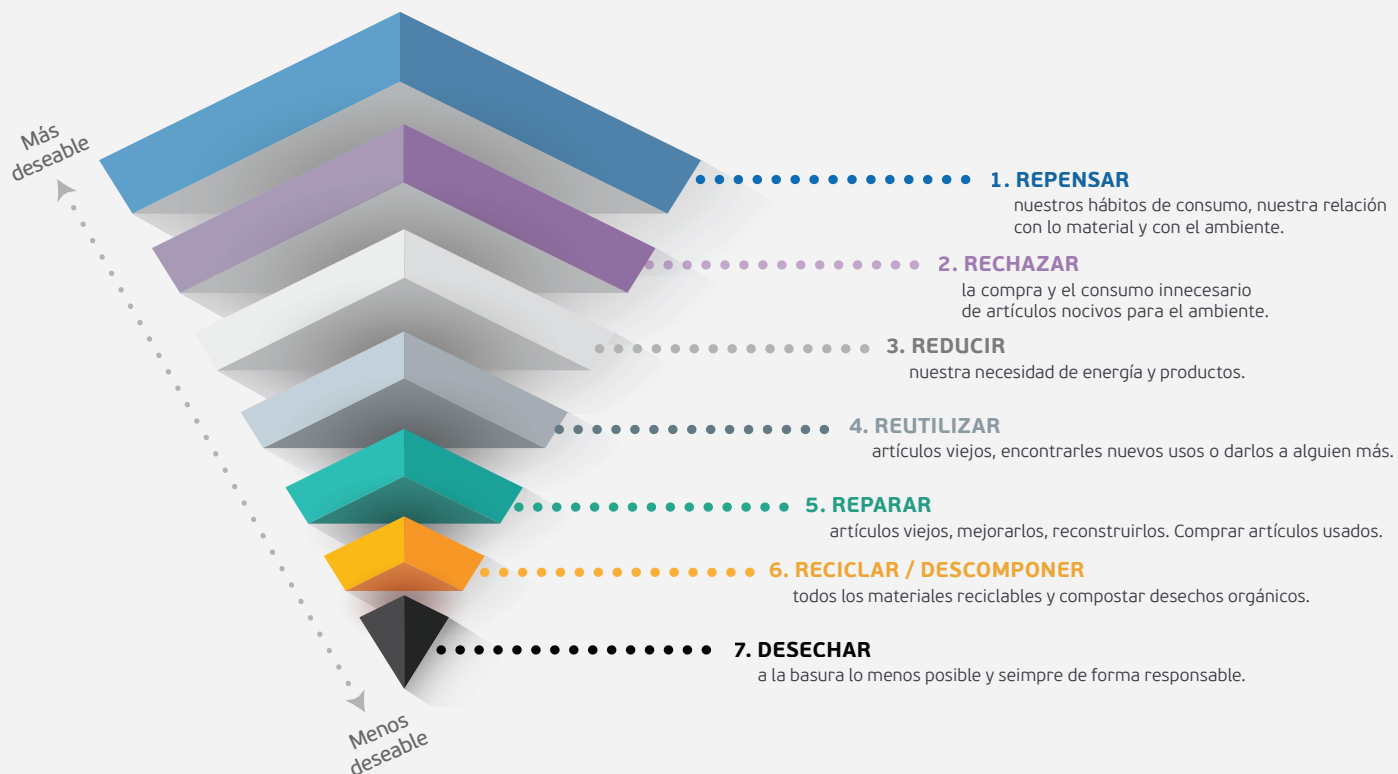 Más
deseable
1. REPENSAR
nuestros hábitos de consumo, nuestra relación
con lo material y con el ambiente.
2. RECHAZAR
la compra y el consumo innecesario
de artículos nocivos para el ambiente.
3. REDUCIR
nuestra necesidad de energía y productos.
4. REUTILIZAR
artículos viejos, encontrarles nuevos usos o darlos a alguien más.
5. REPARAR
artículos viejos, mejorarlos, reconstruirlos. Comprar artículos usados.
6. RECICLAR / DESCOMPONER
todos los materiales reciclables y compostar desechos orgánicos.
7. DESECHAR
a la basura lo menos posible y seimpre de forma responsable.
Menos
deseable